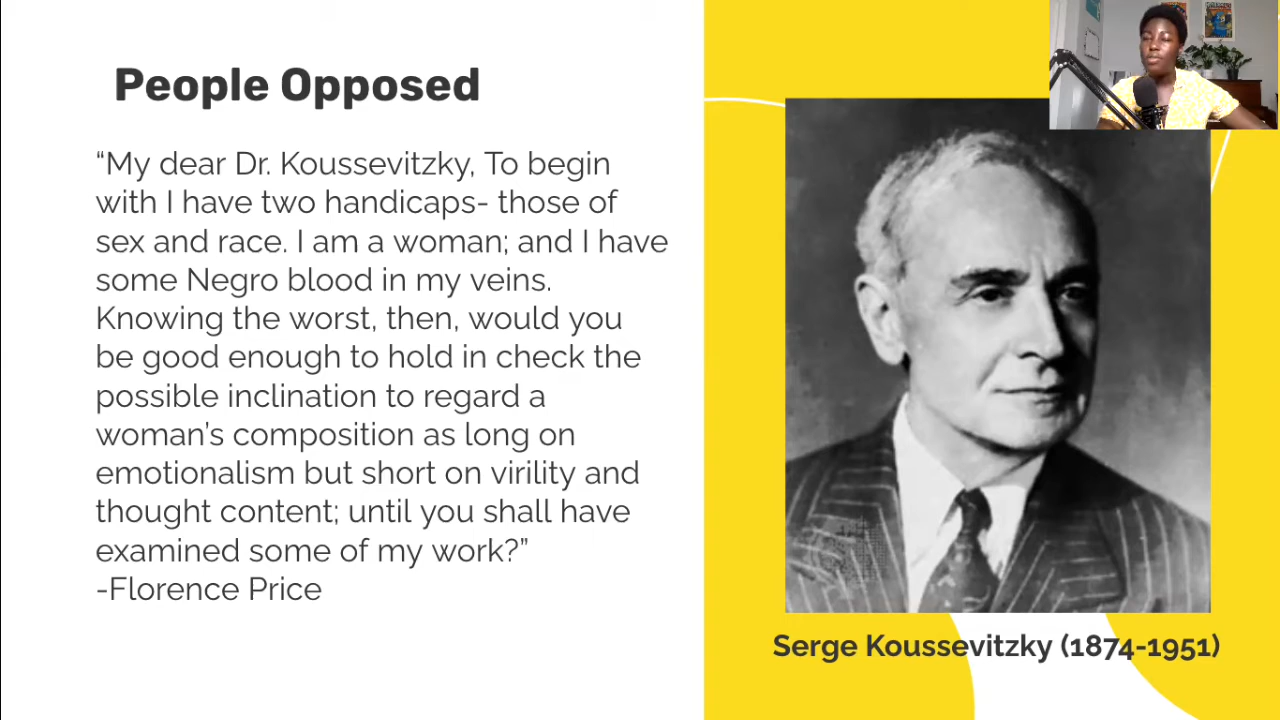 People Opposed
“My dear Dr. Koussevitzky, To begin
with I have two handicaps- those of
sex and race. I am a woman; and I have
some Negro blood in my veins.
Knowing the worst, then, would you
be good enough to hold in check the
possible inclination to regard a
woman’s composition as long on
emotionalism but short on virility and
thought content; until you shall have
examined some of my work?”
-Florence Price
Serge Koussevitzky (1874-1951)